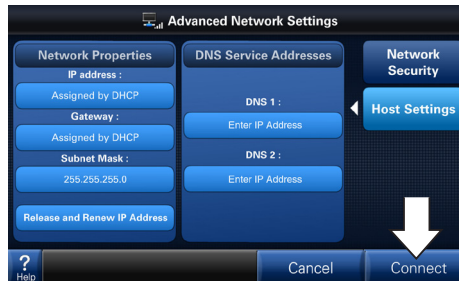 Advanced Network Settings
Network Properties
IP address :
Assigned by DHCP
Gateway :
Assigned by DHCP
Subnet Mask :
255.255.255.0
Release and Renew IP Address
DNS Service Addresses
DNS 1 :
Enter IP Address
DNS 2 :
Enter IP Address
Network
Security
Host Settings
?
Help
Cancel
Connect